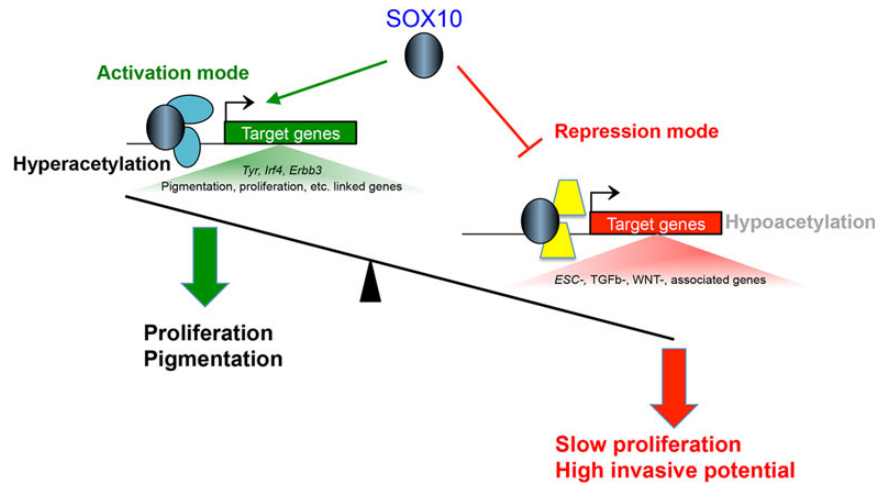 SOX10
Activation mode
Target genes
Hyperacetylation
Tyr, Irf4, Erbb3
Pigmentation, proliferation, etc. linked genes
Repression mode
Target genes
Hypoacetylation
ESC-, TGFb-, WNT-, associated genes
Proliferation
Pigmentation
Slow proliferation
High invasive potential